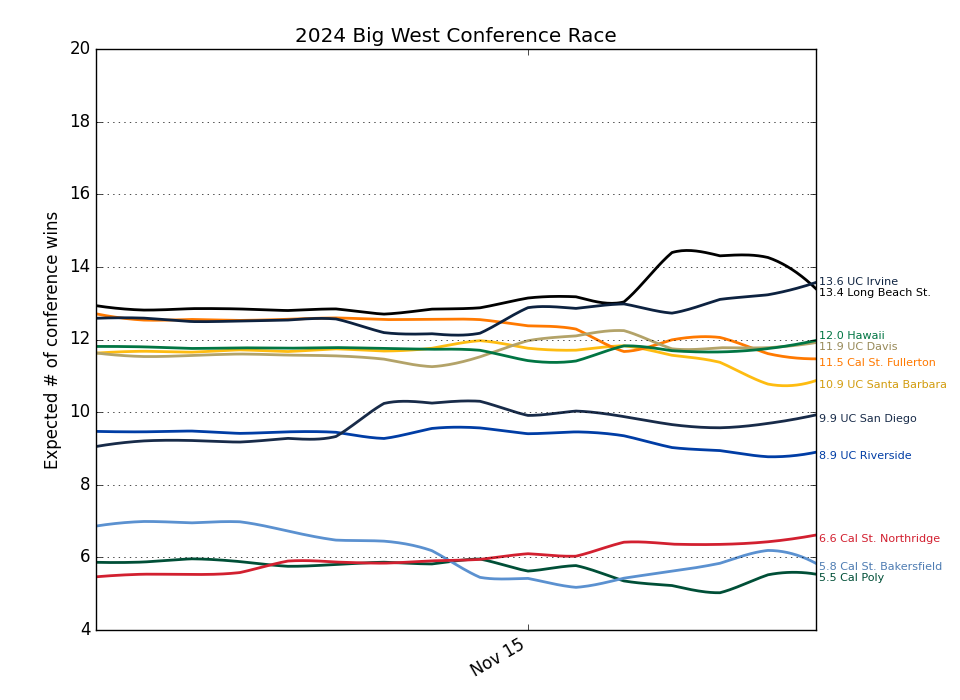 2024 Big West Conference Race
Expected # of conference wins
20
18
16
14
12
10
8
6
4
Nov 15
13.6 UC Irvine
13.4 Long Beach St.
12.0 Hawaii
11.9 UC Davis
11.5 Cal St. Fullerton
10.9 UC Santa Barbara
9.9 UC San Diego
8.9 UC Riverside
6.6 Cal St. Northridge
5.8 Cal St. Bakersfield
5.5 Cal Poly